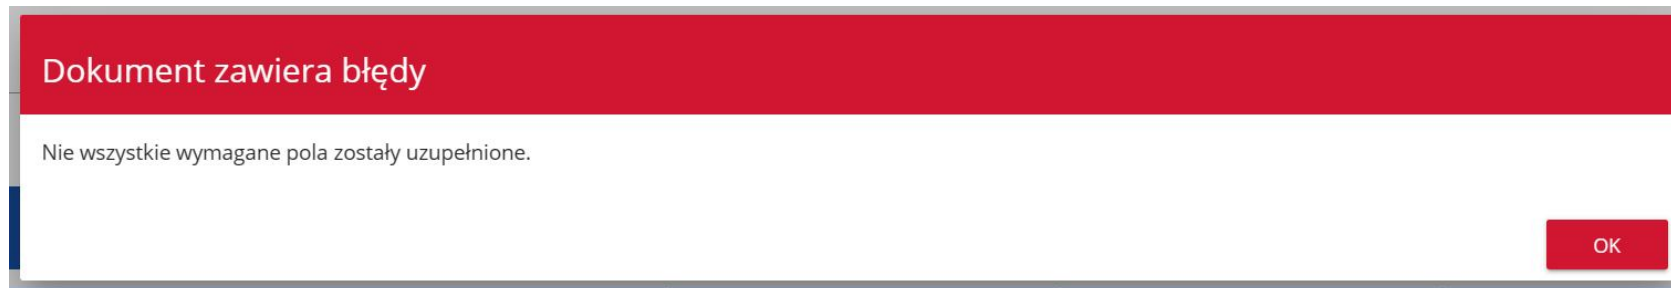 Dokument zawiera błędy
Nie wszystkie wymagane pola zostały uzupełnione.
OK